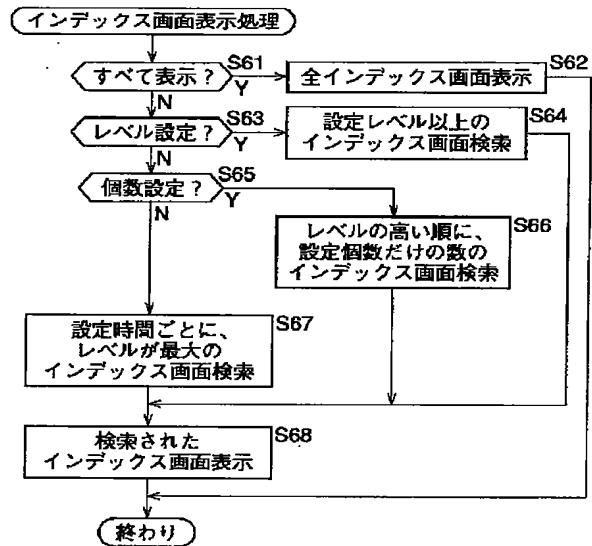 インデックス画面表示処理
すべて表示?
S61
Y
N
全インデックス画面表示
S62
レベル設定?
S63
Y
N
設定レベル以上の
インデックス画面検索
S64
個数設定?
S65
Y
N
レベルの高い順に、
設定個数だけの数の
インデックス画面検索
S66
設定時間ごとに、
レベルが最大の
インデックス画面検索
S67
検索された
インデックス画面表示
S68
終わり